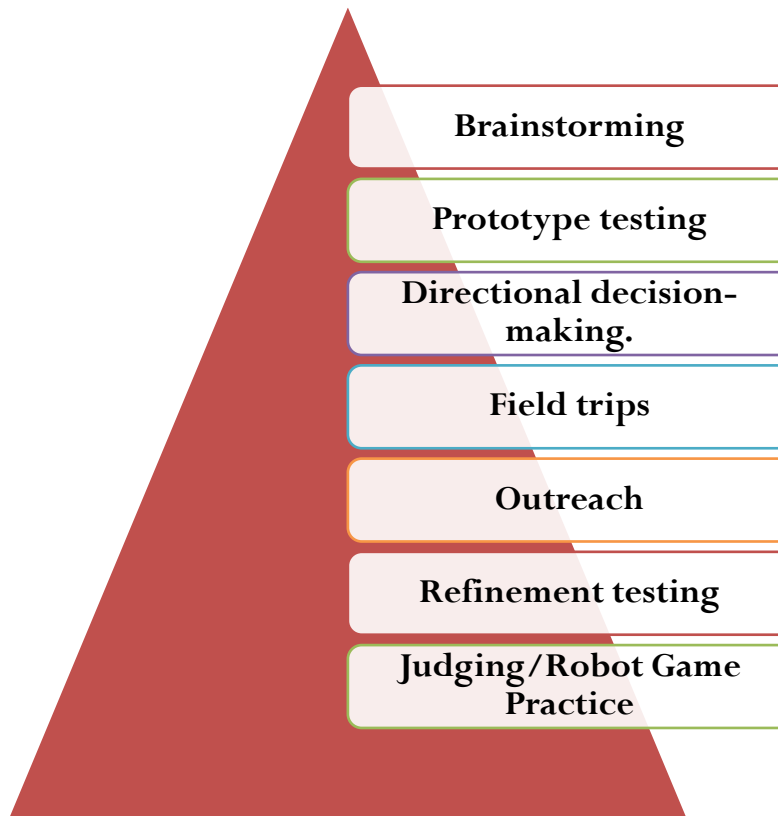 Brainstorming
Prototype testing
Directional decision-
making.
Field trips
Outreach
Refinement testing
Judging/Robot Game
Practice